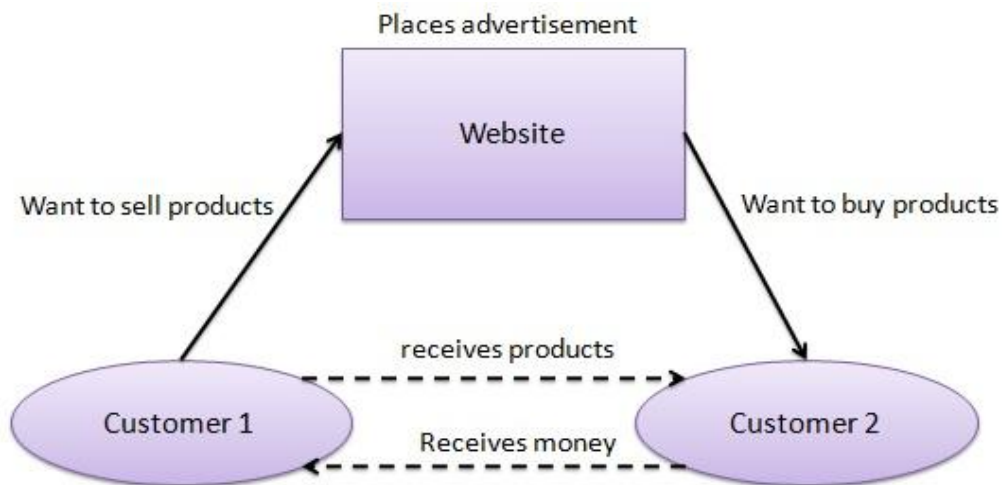 Places advertisement
Website
Want to sell products
Want to buy products
receives products
Customer 1
Customer 2
Receives money